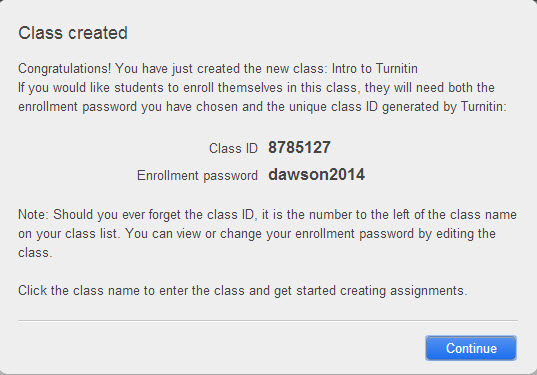 Class created
Congratulations! You have just created the new class: Intro to Turnitin
If you would like students to enroll themselves in this class, they will need both the
enrollment password you have chosen and the unique class ID generated by Turnitin:
Class ID 8785127
Enrollment password dawson2014
Note: Should you ever forget the class ID, it is the number to the left of the class name
on your class list. You can view or change your enrollment password by editing the
class.
Click the class name to enter the class and get started creating assignments.
Continue